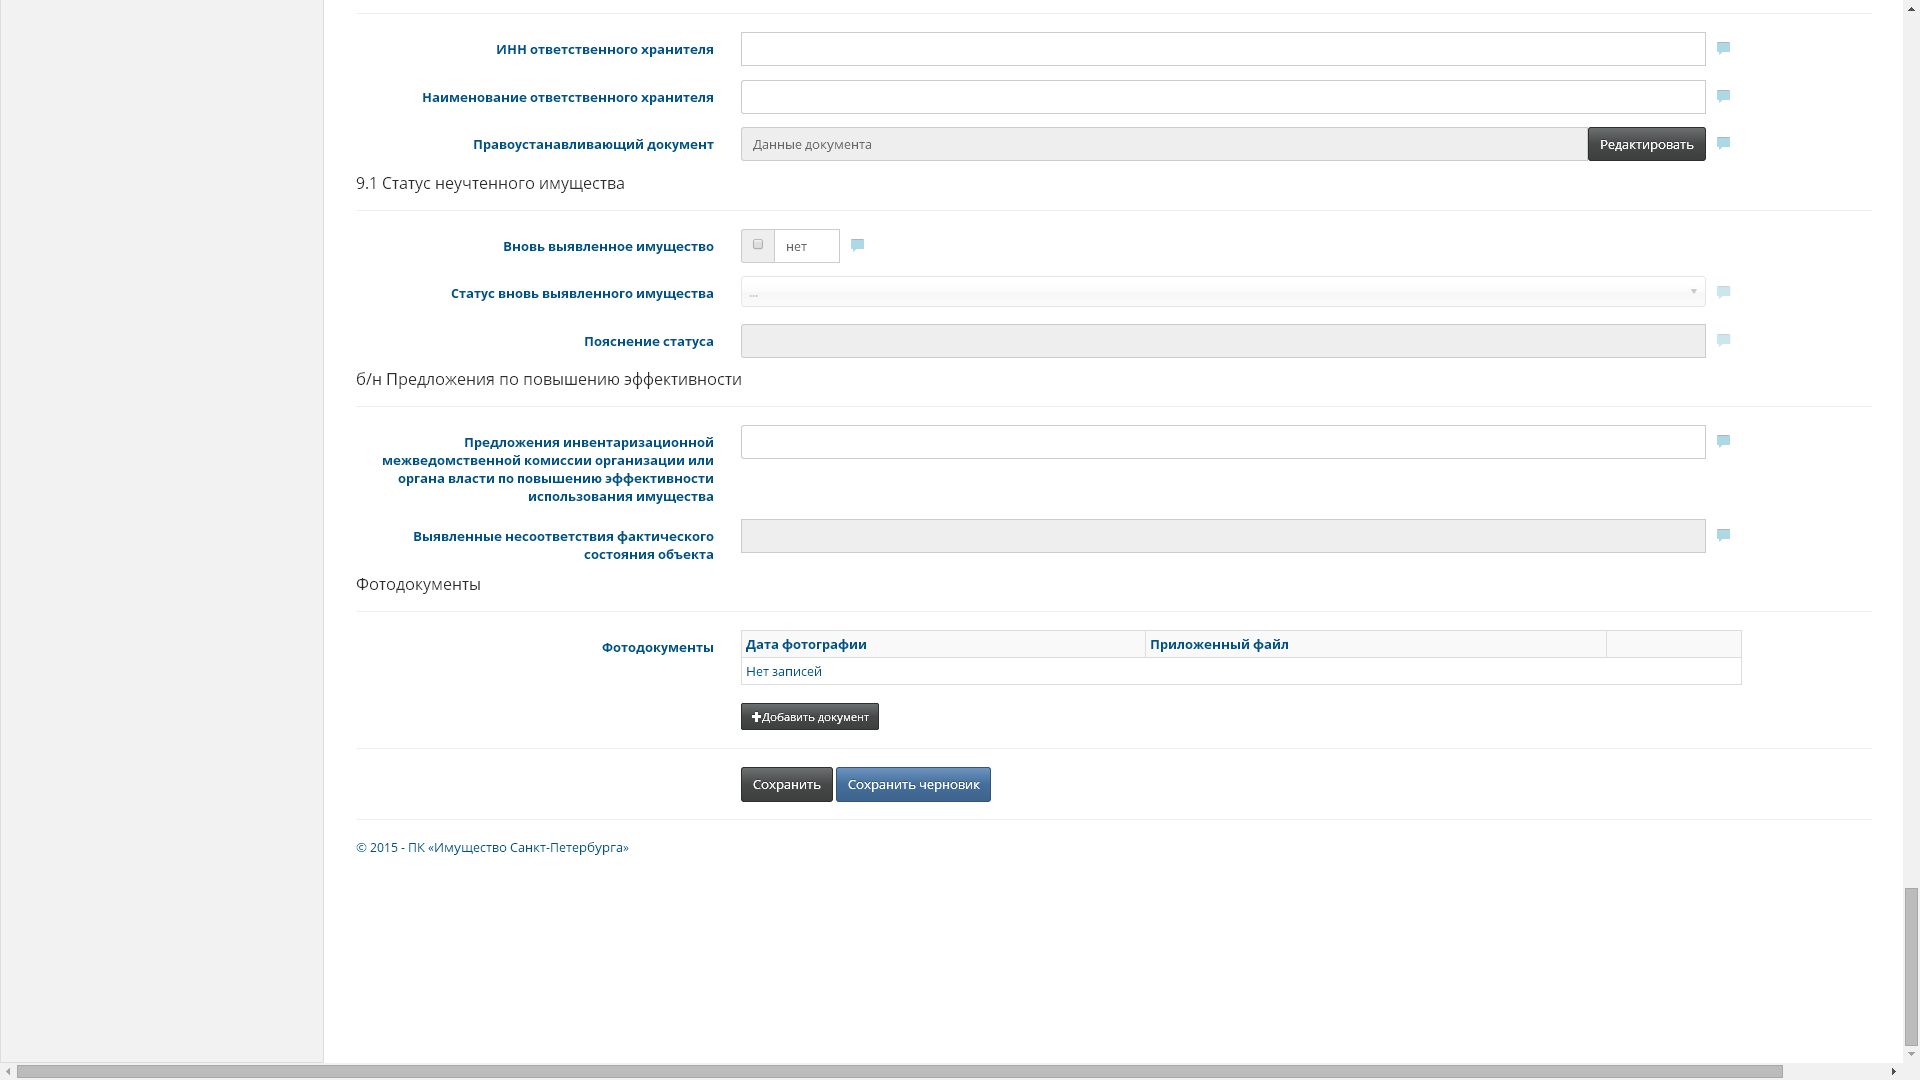 ИНН ответственного хранителя
Наименование ответственного хранителя
Правоустанавливающий документ
Данные документа
Редактировать
9.1 Статус неучтенного имущества
Вновь выявленное имущество
нет
Статус вновь выявленного имущества
...
Пояснение статуса
б/н Предложения по повышению эффективности
Предложения инвентаризационной
межведомственной комиссии организации или
органа власти по повышению эффективности
использования имущества
Выявленные несоответствия фактического
состояния объекта
Фотодокументы
Фотодокументы
Дата фотографии
Приложенный файл
Нет записей
Добавить документ
Сохранить
Сохранить черновик
© 2015 - ПК «Имущество Санкт-Петербурга»